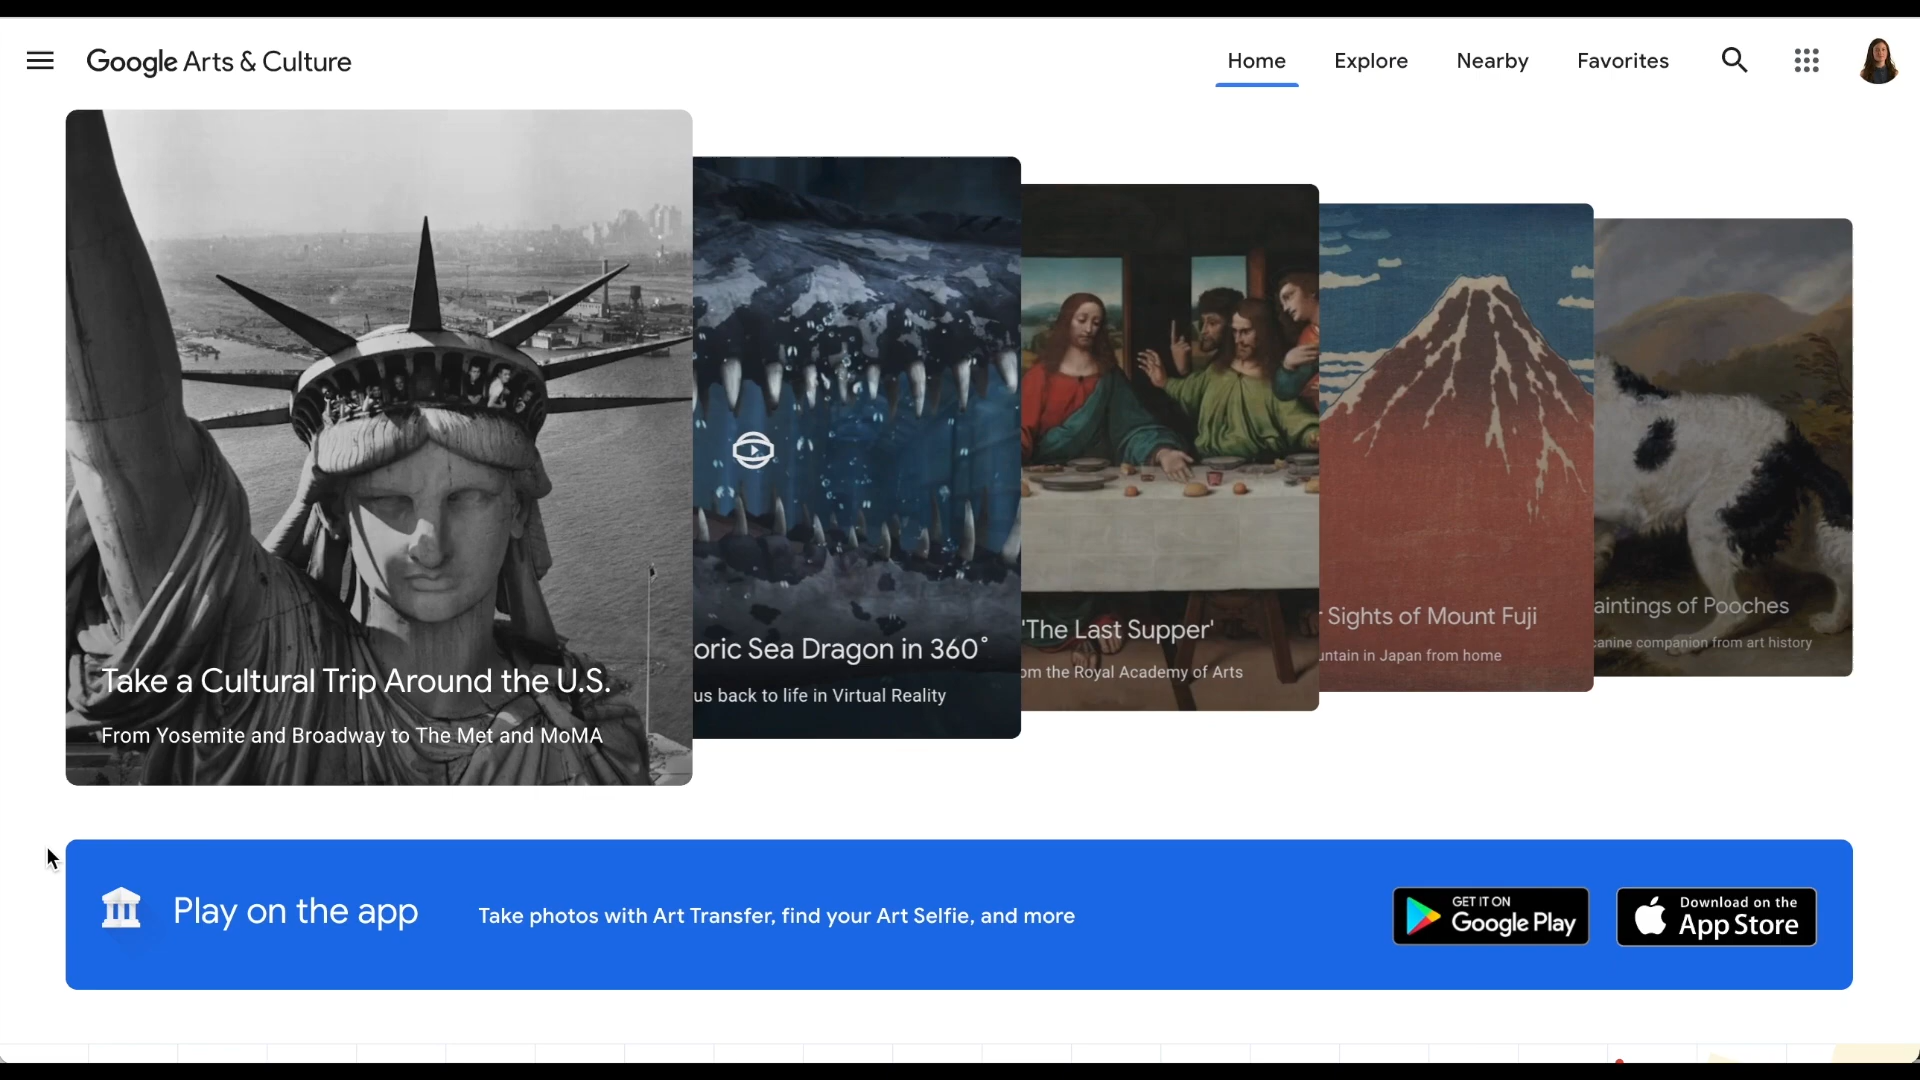 Google Arts & Culture
Home
Explore
Nearby
Favorites
Take a Cultural Trip Around the U.S.
From Yosemite and Broadway to The Met and MoMA
oric Sea Dragon in 360°
us back to life in Virtual Reality
'The Last Supper'
om the Royal Academy of Arts
r Sights of Mount Fuji
untain in Japan from home
aintings of Pooches
canine companion from art history
Play on the app
Take photos with Art Transfer, find your Art Selfie, and more
GET IT ON
Google Play
Download on the
App Store